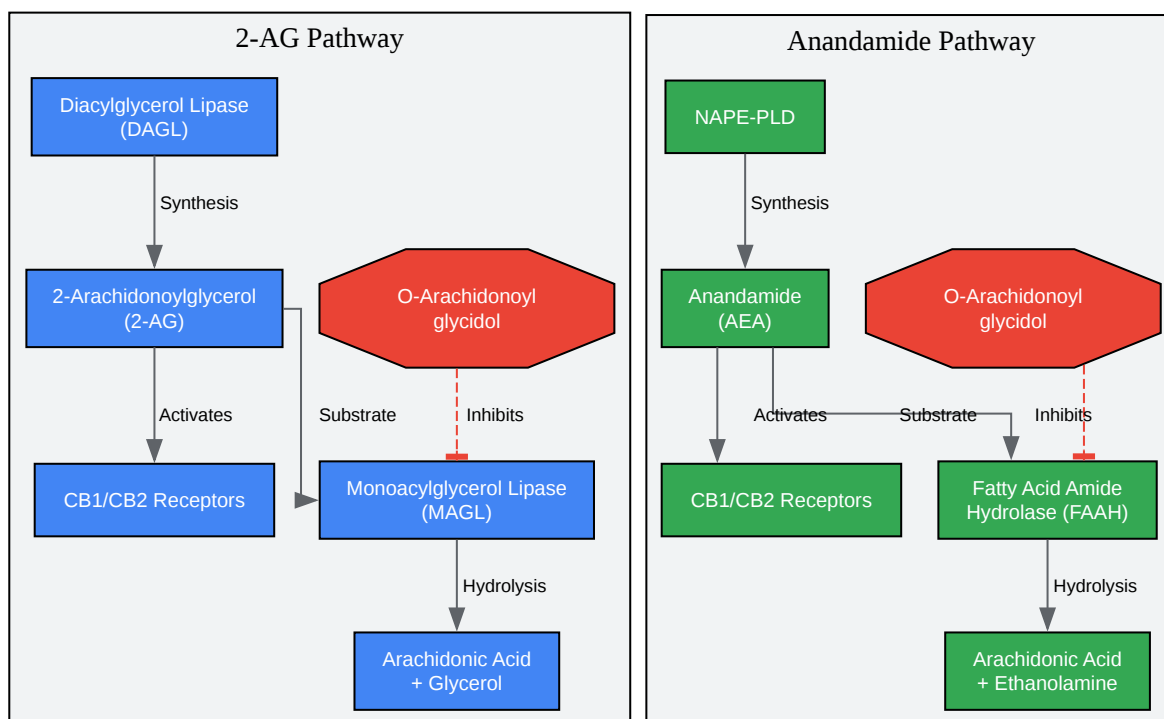 2-AG Pathway
Diacylglycerol Lipase
(DAGL)
Synthesis
2-Arachidonoylglycerol
(2-AG)
O-Arachidonoyl
glycidol
Activates
Substrate
Inhibits
CB1/CB2 Receptors
Monoacylglycerol Lipase
(MAGL)
Hydrolysis
Arachidonic Acid
+ Glycerol
Anandamide Pathway
NAPE-PLD
Synthesis
Anandamide
(AEA)
O-Arachidonoyl
glycidol
Activates
Substrate
Inhibits
CB1/CB2 Receptors
Fatty Acid Amide
Hydrolase (FAAH)
Hydrolysis
Arachidonic Acid
+ Ethanolamine